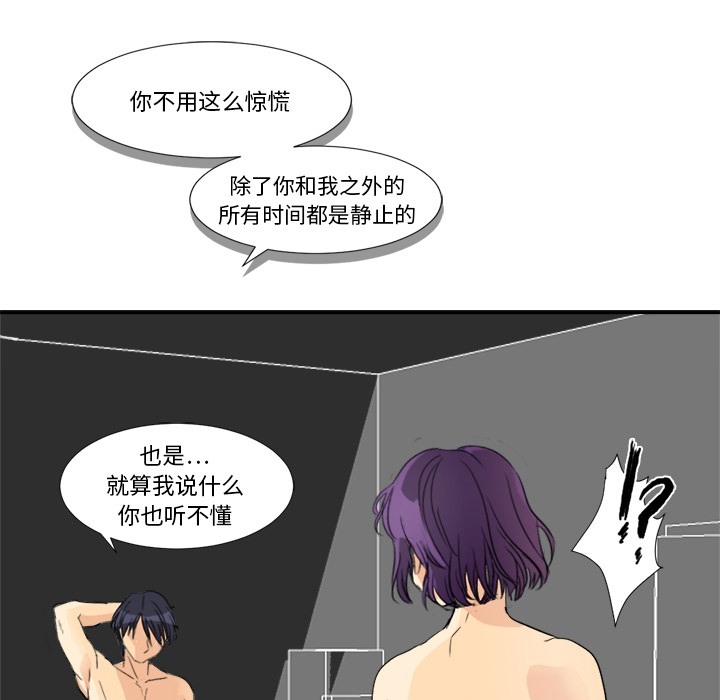 你不用这么惊慌
除了你和我之外的
所有时间都是静止的
也是...
就算我说什么
你也听不懂
!?